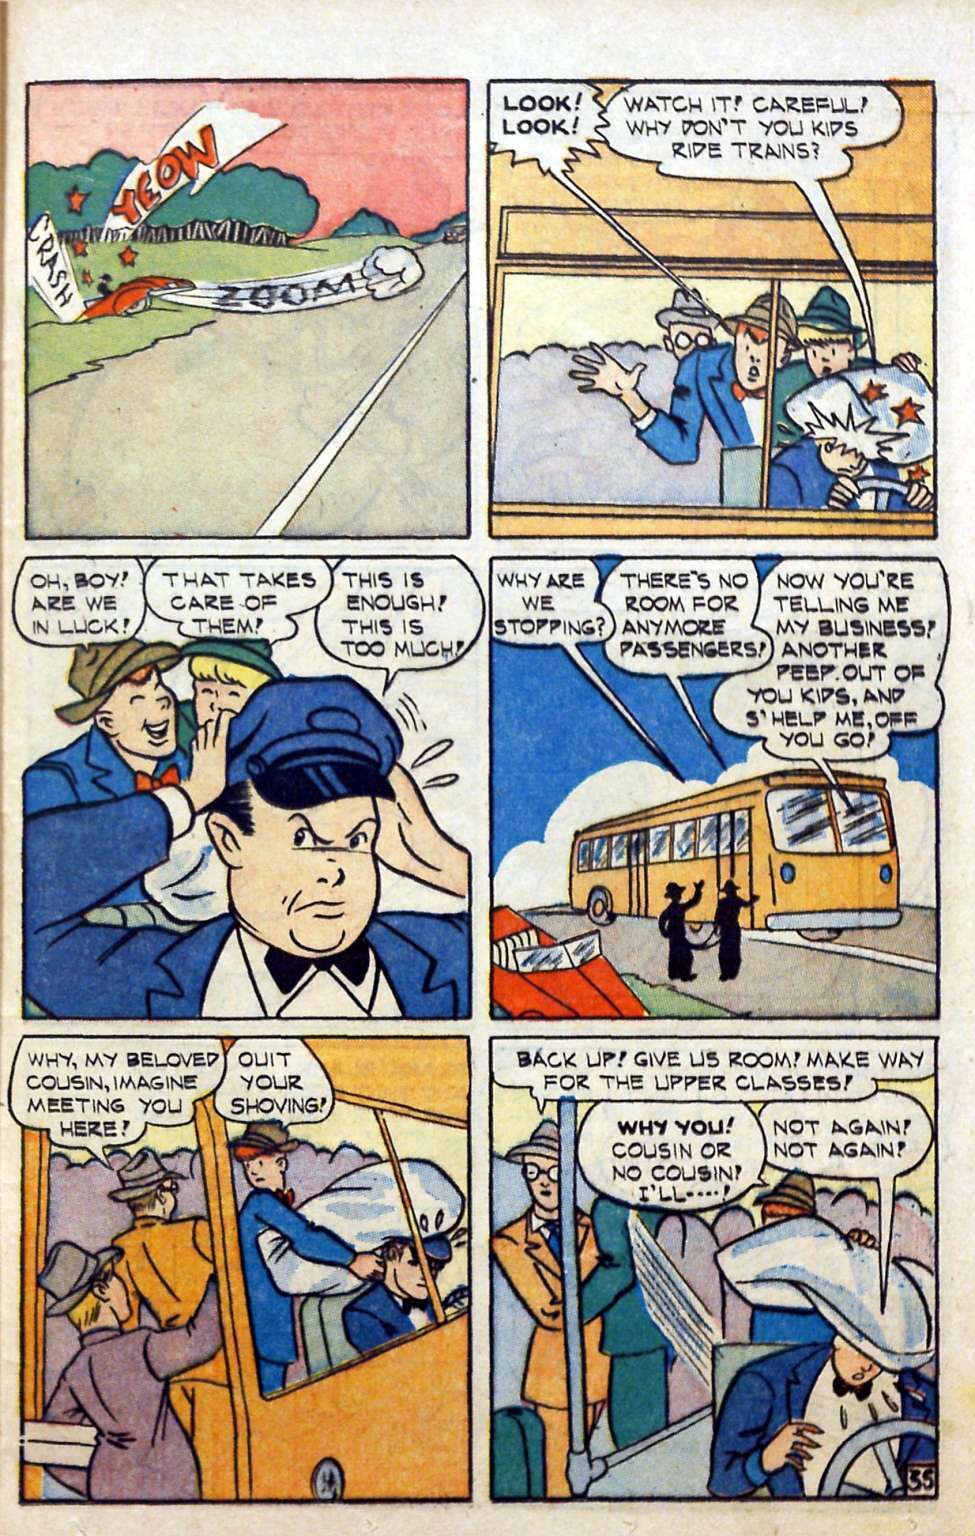 YEOW
CRASH
ZOOM
LOOK!
LOOK!
WATCH IT! CAREFUL!
WHY DON'T YOU KIDS
RIDE TRAINS?
OH, BOY!
ARE WE
IN LUCK!
THAT TAKES
CARE OF
THEM!
THIS IS
ENOUGH!
THIS IS
TOO MUCH!
WHY ARE
WE
STOPPING?
THERE'S NO
ROOM FOR
ANYMORE
PASSENGERS!
NOW YOU'RE
TELLING ME
MY BUSINESS!
ANOTHER
PEEP OUT OF
YOU KIDS, AND
S'HELP ME, OFF
YOU GO!
WHY, MY BELOVED
COUSIN, IMAGINE
MEETING YOU
HERE!
QUIT
YOUR
SHOVING!
BACK UP! GIVE US ROOM! MAKE WAY
FOR THE UPPER CLASSES!
WHY YOU!
COUSIN OR
NO COUSIN!
I'LL----!
NOT AGAIN!
NOT AGAIN!
35